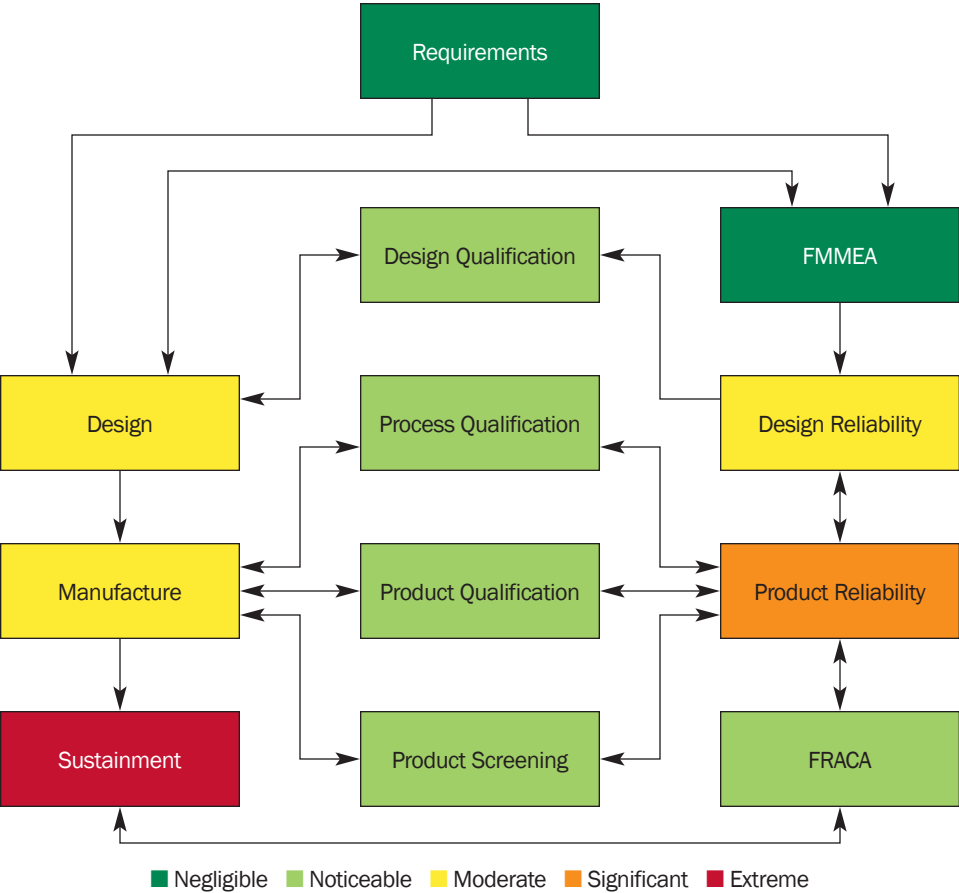 Requirements
Design Qualification
FMMEA
Design
Process Qualification
Design Reliability
Manufacture
Product Qualification
Product Reliability
Sustainment
Product Screening
FRACA
Negligible Noticeable Moderate Significant Extreme